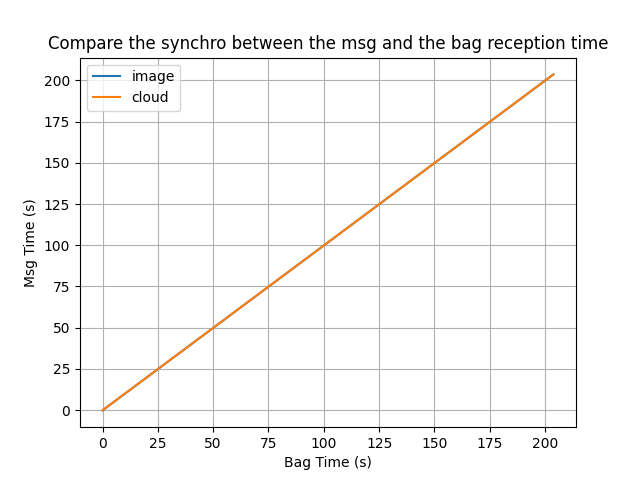 Compare the synchro between the msg and the bag reception time
image
cloud
200
175
150
125
100
75
50
25
0
Msg Time (s)
0 25 50 75 100 125 150 175 200
Bag Time (s)